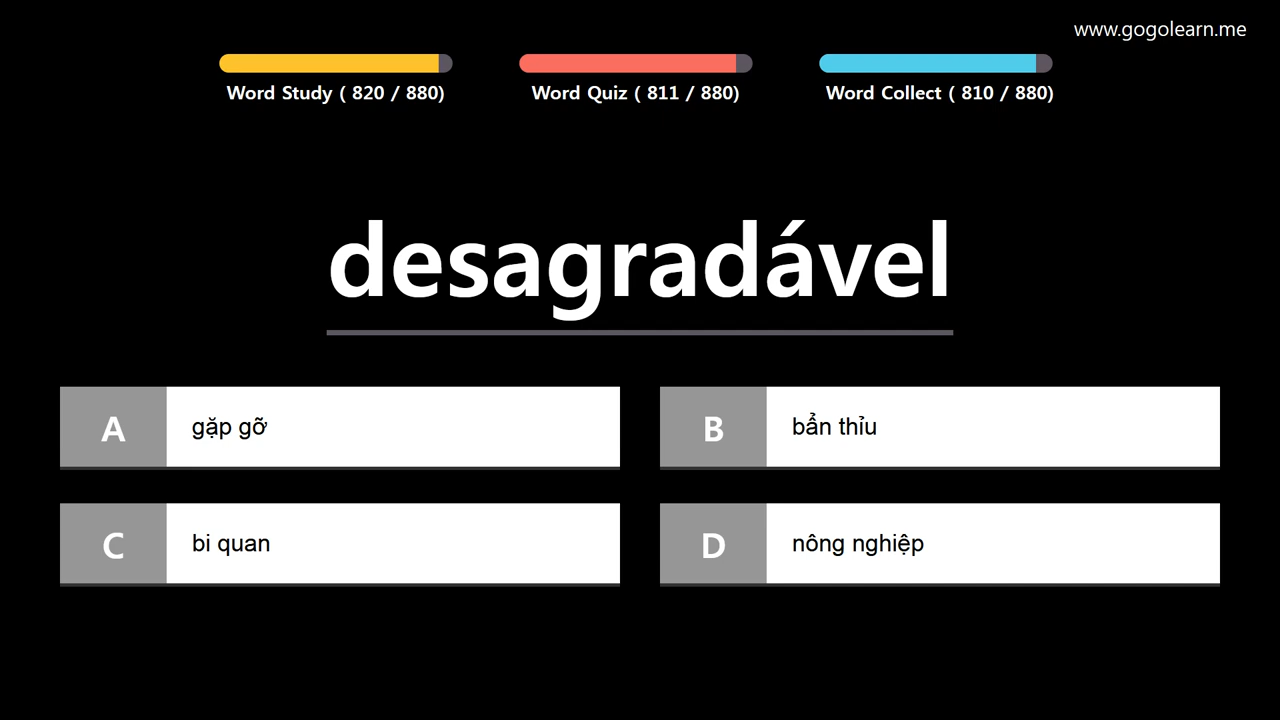 www.gogolearn.me
Word Study ( 820 / 880)
Word Quiz ( 811 / 880)
Word Collect ( 810 / 880)
desagradável
A
gặp gỡ
B
bẩn thỉu
C
bi quan
D
nông nghiệp